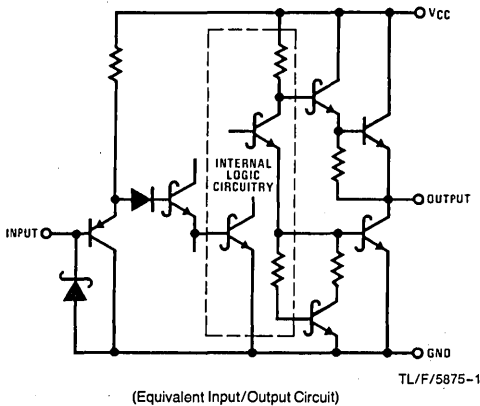 VCC
INTERNAL
LOGIC
CIRCUITRY
OUTPUT
INPUT
GND
TL/F/5875-1
(Equivalent Input/Output Circuit)